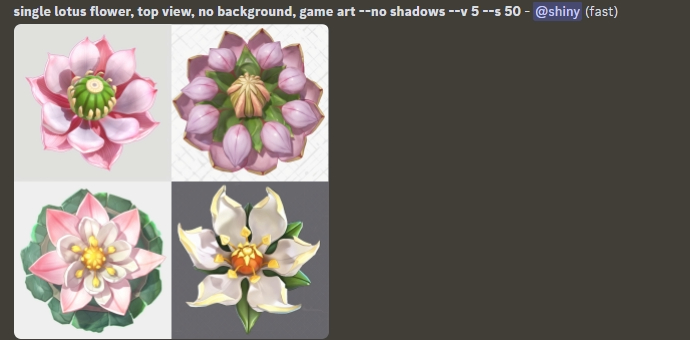 single lotus flower, top view, no background, game art --no shadows --v 5 --s 50 - @shiny (fast)